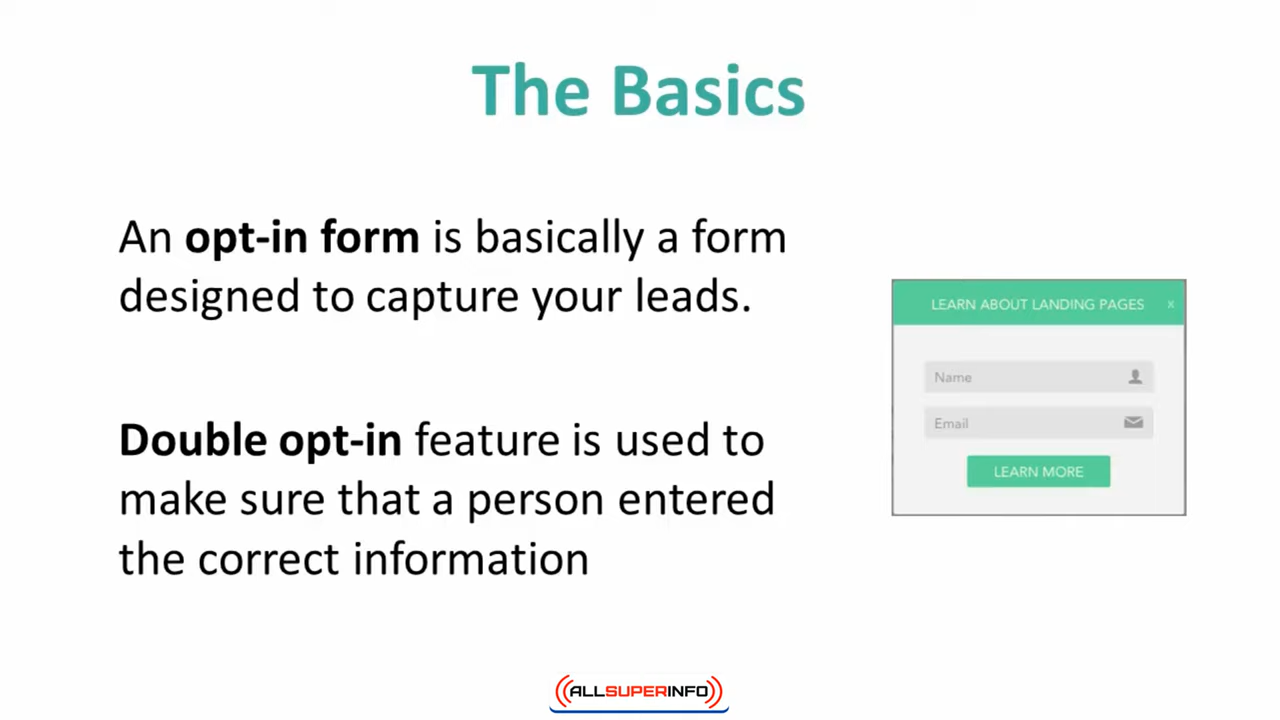 The Basics
An opt-in form is basically a form
designed to capture your leads.
Double opt-in feature is used to
make sure that a person entered
the correct information
LEARN ABOUT LANDING PAGES x
Name
Email
LEARN MORE
ALLSUPERINFO